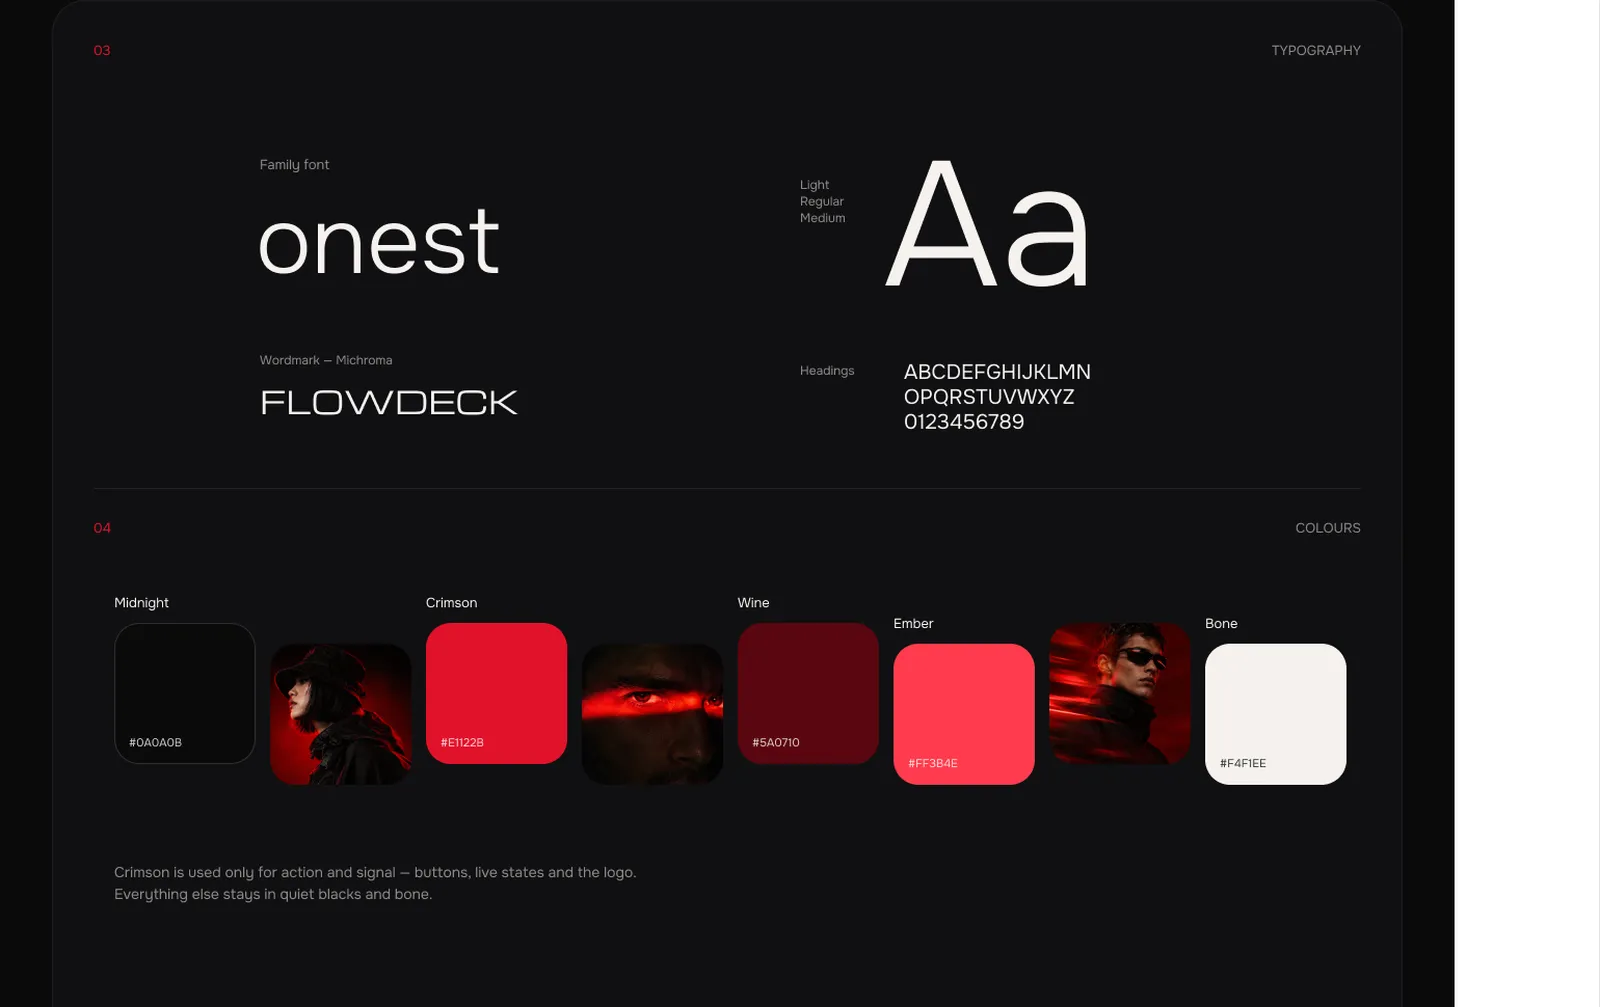 03
TYPOGRAPHY
Family font
onest
Light
Regular
Medium
Aa
Wordmark — Michroma
FLOWDECK
Headings
ABCDEFGHIJKLMN
OPQRSTUVWXYZ
0123456789
04
COLOURS
Midnight
#0A0A0B
Crimson
#E1122B
Wine
#5A0710
Ember
#FF3B4E
Bone
#F4F1EE
Crimson is used only for action and signal — buttons, live states and the logo.
Everything else stays in quiet blacks and bone.